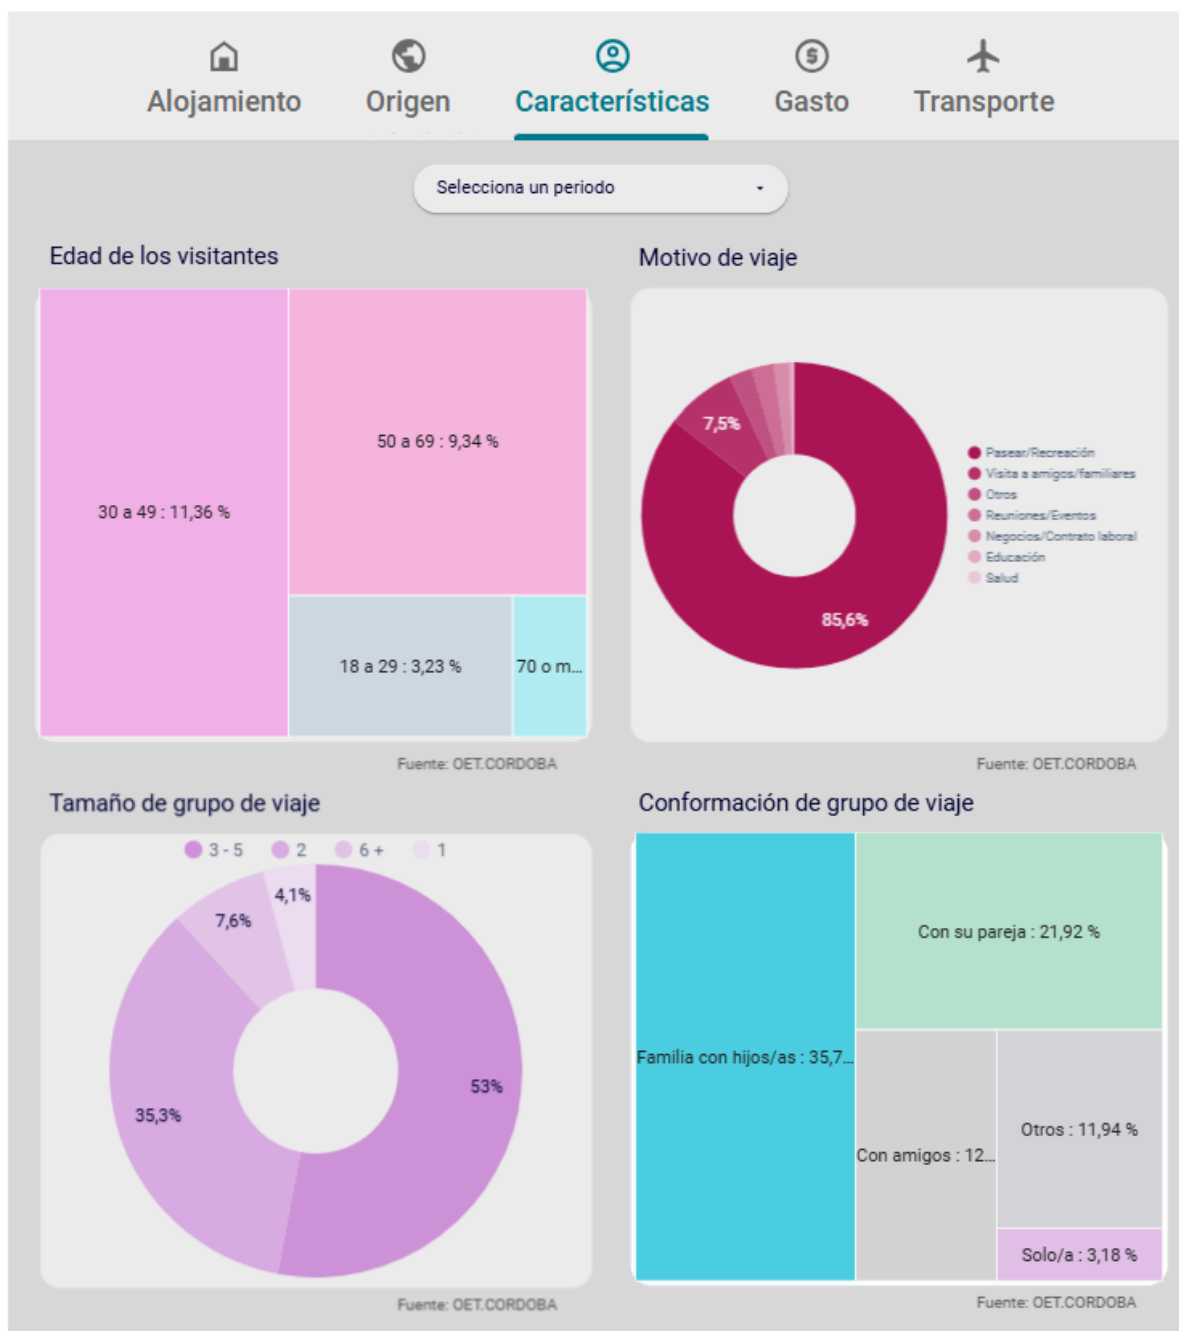 Alojamiento
Origen
Características
Gasto
Transporte
Selecciona un periodo
Edad de los visitantes
30 a 49 : 11,36 %
50 a 69 : 9,34 %
18 a 29 : 3,23 %
70 o m...
Fuente: OET.CORDOBA
Motivo de viaje
7,5%
85,6%
Pasear/Recreación
Visita a amigos/familiares
Otros
Reuniones/Eventos
Negocios/Contrato laboral
Educación
Salud
Fuente: OET.CORDOBA
Tamaño de grupo de viaje
3 - 5
2
6 +
1
4,1%
7,6%
53%
35,3%
Fuente: OET.CORDOBA
Conformación de grupo de viaje
Con su pareja : 21,92 %
Familia con hijos/as : 35,7...
Con amigos : 12...
Otros : 11,94 %
Solo/a : 3,18 %
Fuente: OET.CORDOBA